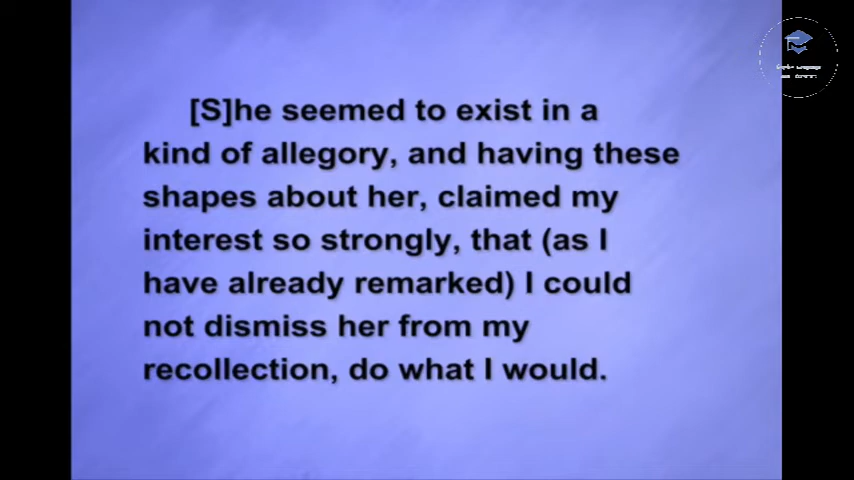 [S]he seemed to exist in a
kind of allegory, and having these
shapes about her, claimed my
interest so strongly, that (as I
have already remarked) I could
not dismiss her from my
recollection, do what I would.